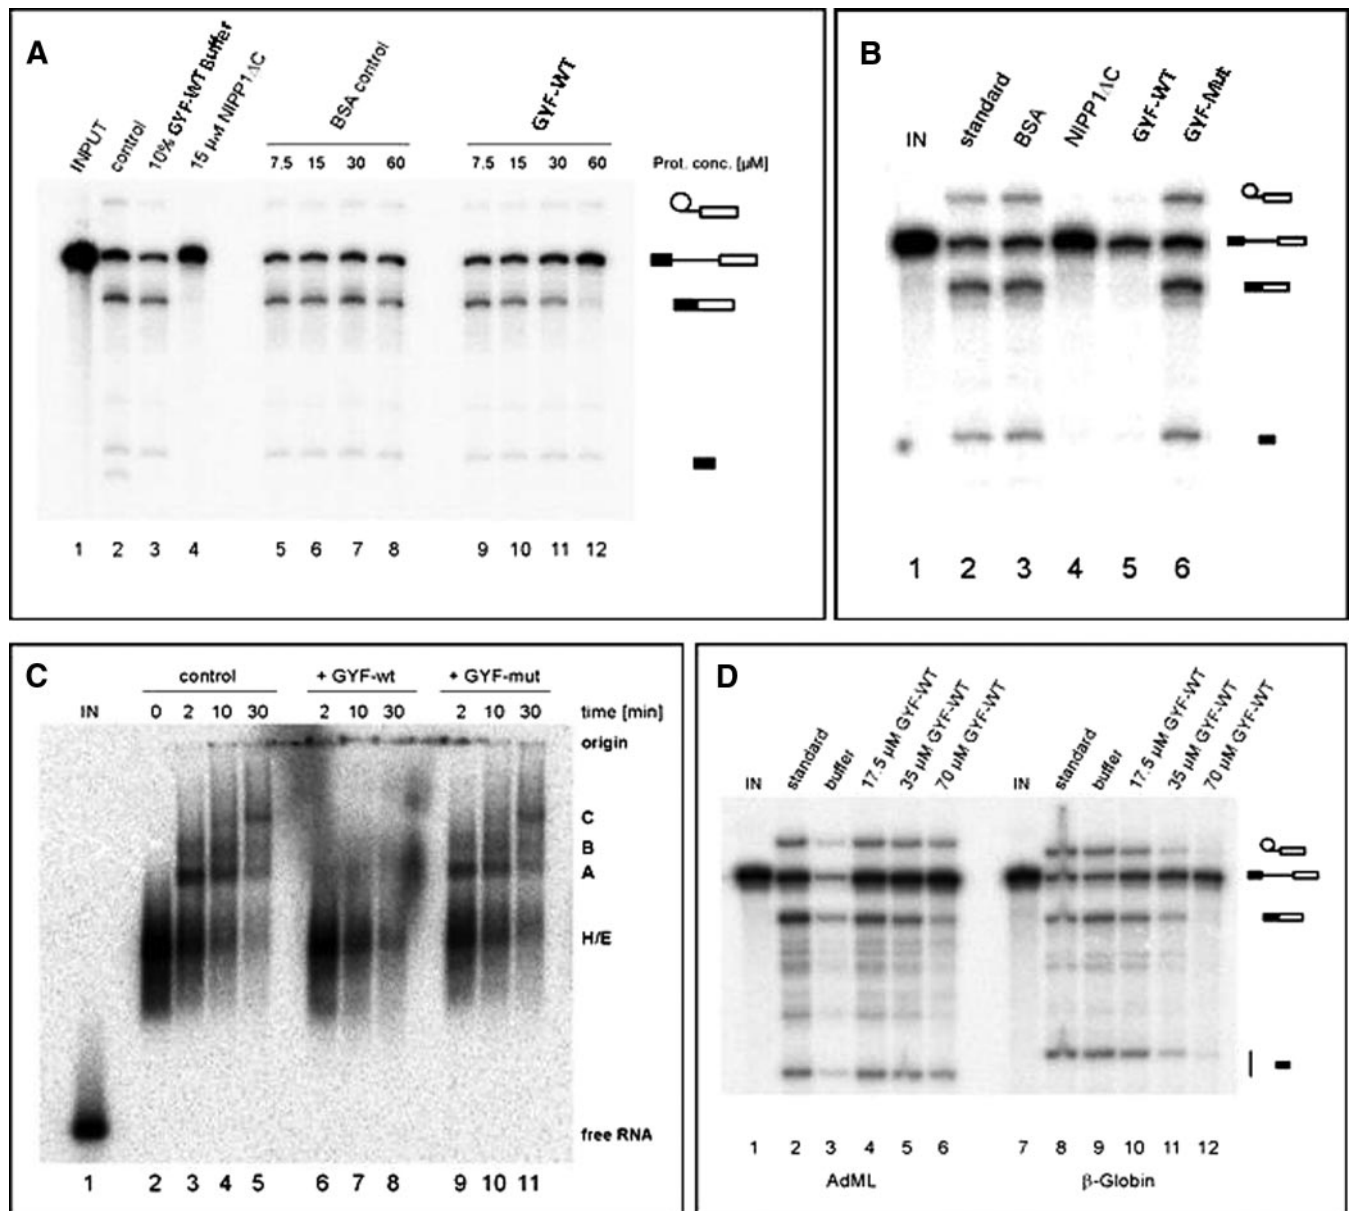 A
INPUT
control
10% GYF-WT Buffer
15 µM NIPP1ΔC
BSA control
GYF-WT
7.5 15 30 60
7.5 15 30 60
Prot. conc. [µM]
1 2 3 4 5 6 7 8 9 10 11 12
B
IN
standard
BSA
NIPP1ΔC
GYF-WT
GYF-Mut
1 2 3 4 5 6
C
control + GYF-wt + GYF-mut
IN 0 2 10 30 2 10 30 2 10 30 time [min]
origin
C
B
A
H/E
free RNA
1 2 3 4 5 6 7 8 9 10 11
D
IN
standard
buffer
17.5 µM GYF-WT
35 µM GYF-WT
70 µM GYF-WT
IN
standard
buffer
17.5 µM GYF-WT
35 µM GYF-WT
70 µM GYF-WT
1 2 3 4 5 6 7 8 9 10 11 12
AdML β-Globin